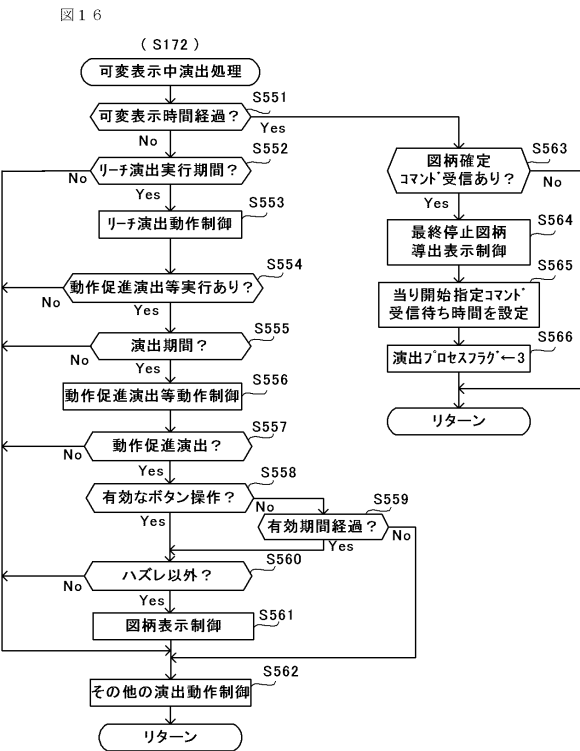 図16
(S172)
可変表示中演出処理
S551
可変表示時間経過?
Yes
No
S552
リーチ演出実行期間?
No
Yes
S553
リーチ演出動作制御
S554
動作促進演出等実行あり?
No
Yes
S555
演出期間?
No
Yes
S556
動作促進演出等動作制御
S557
動作促進演出?
No
Yes
S558
有効なボタン操作?
No
Yes
S559
有効期間経過?
Yes
No
S560
ハズレ以外?
No
Yes
S561
図柄表示制御
S562
その他の演出動作制御
リターン
S563
図柄確定
コマンド受信あり?
No
Yes
S564
最終停止図柄
導出表示制御
S565
当り開始指定コマンド
受信待ち時間を設定
S566
演出プロセスフラグ←3
リターン